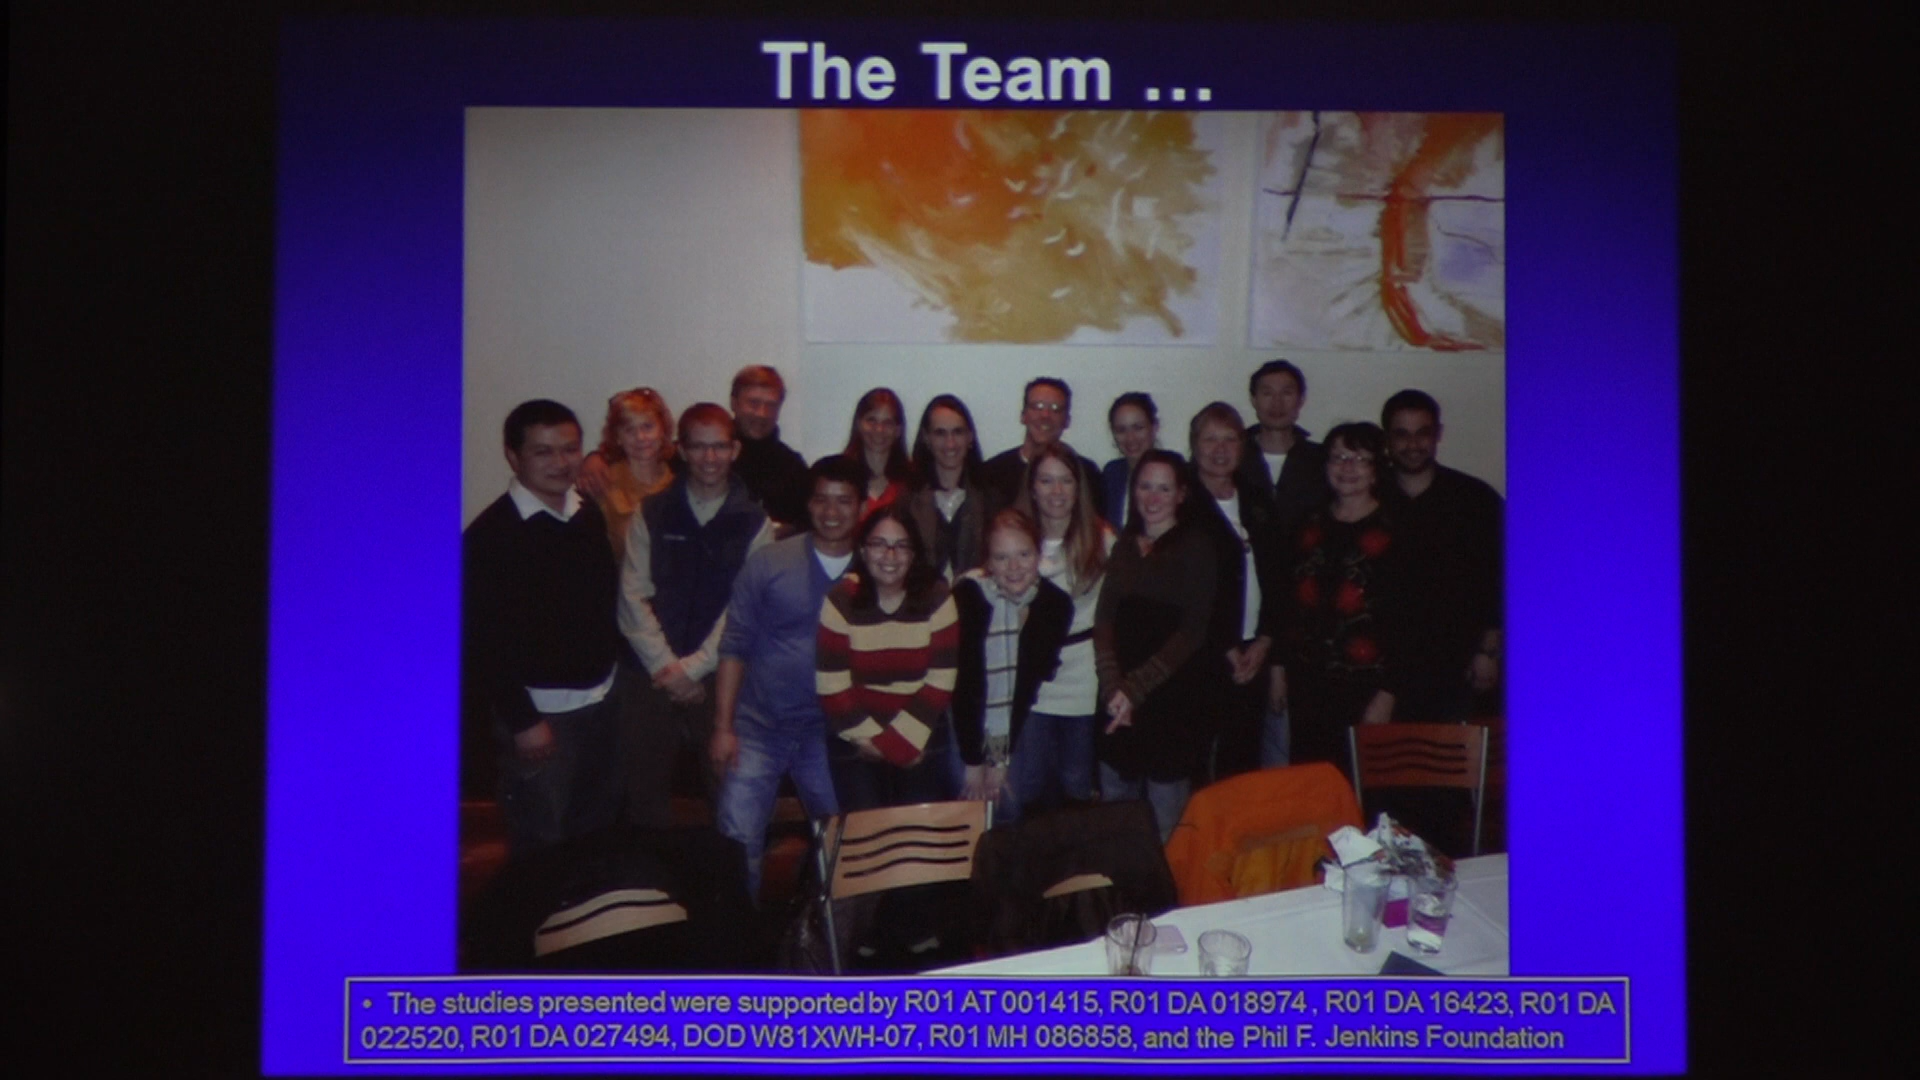 The Team ...
• The studies presented were supported by R01 AT 001415, R01 DA 018974 , R01 DA 16423, R01 DA
022520, R01 DA 027494, DOD W81XWH-07, R01 MH 086858, and the Phil F. Jenkins Foundation